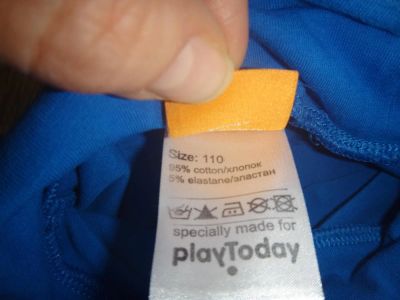 Size: 110
95% cotton/хлопок
5% elastane/эластан
specially made for
playToday